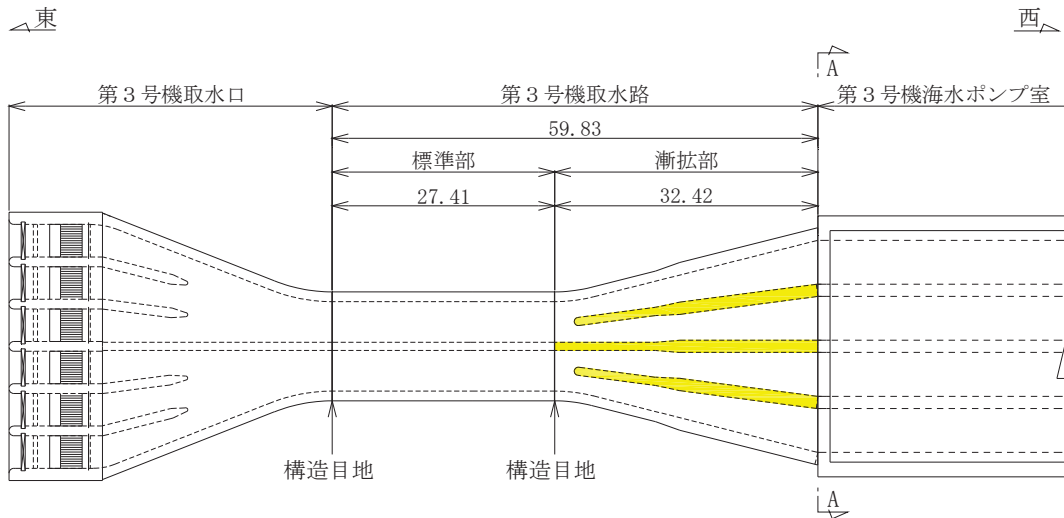 東
西
A
第3号機取水口
第3号機取水路
第3号機海水ポンプ室
59.83
標準部
漸拡部
27.41
32.42
構造目地
構造目地
A